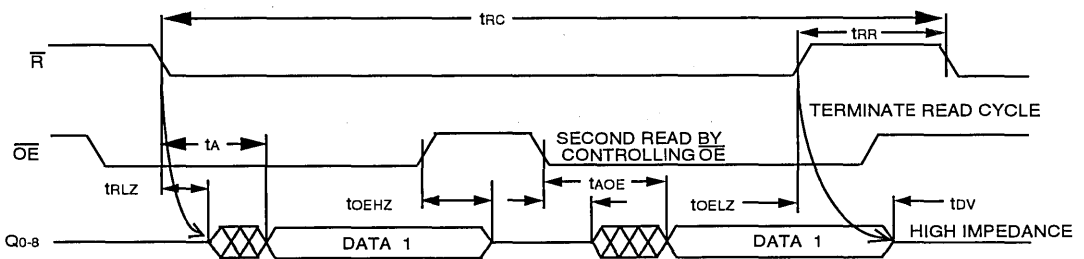 tRC
tRR
R
TERMINATE READ CYCLE
OE
tA
SECOND READ BY
CONTROLLING OE
tRLZ
tOEHZ
tAOE
tOELZ
tDV
Q0-8
DATA 1
DATA 1
HIGH IMPEDANCE